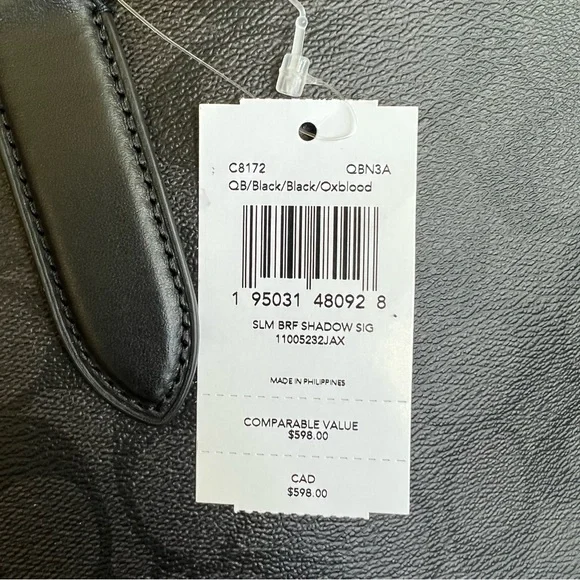 C8172 QBN3A
QB/Black/Black/Oxblood
1 95031 48092 8
SLM BRF SHADOW SIG
11005232JAX
MADE IN PHILIPPINES
COMPARABLE VALUE
$598.00
CAD
$598.00